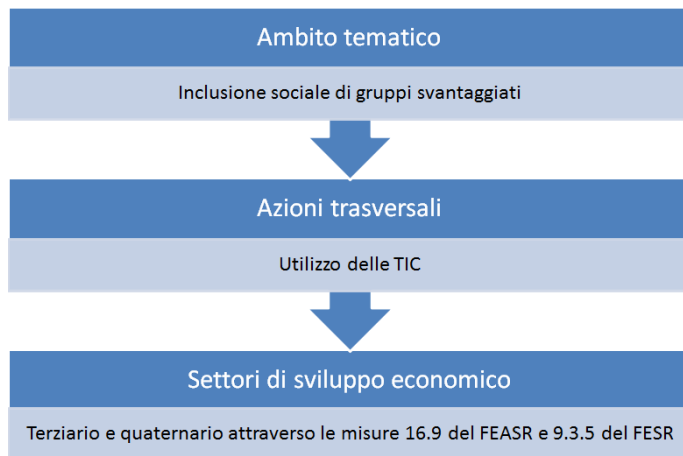 Ambito tematico
Inclusione sociale di gruppi svantaggiati
Azioni trasversali
Utilizzo delle TIC
Settori di sviluppo economico
Terziario e quaternario attraverso le misure 16.9 del FEASR e 9.3.5 del FESR